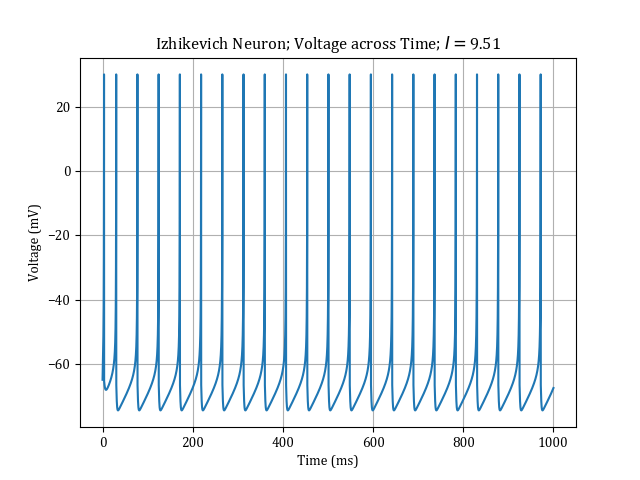 Izhikevich Neuron; Voltage across Time; I = 9.51
20
0
−20
−40
−60
Voltage (mV)
0 200 400 600 800 1000
Time (ms)